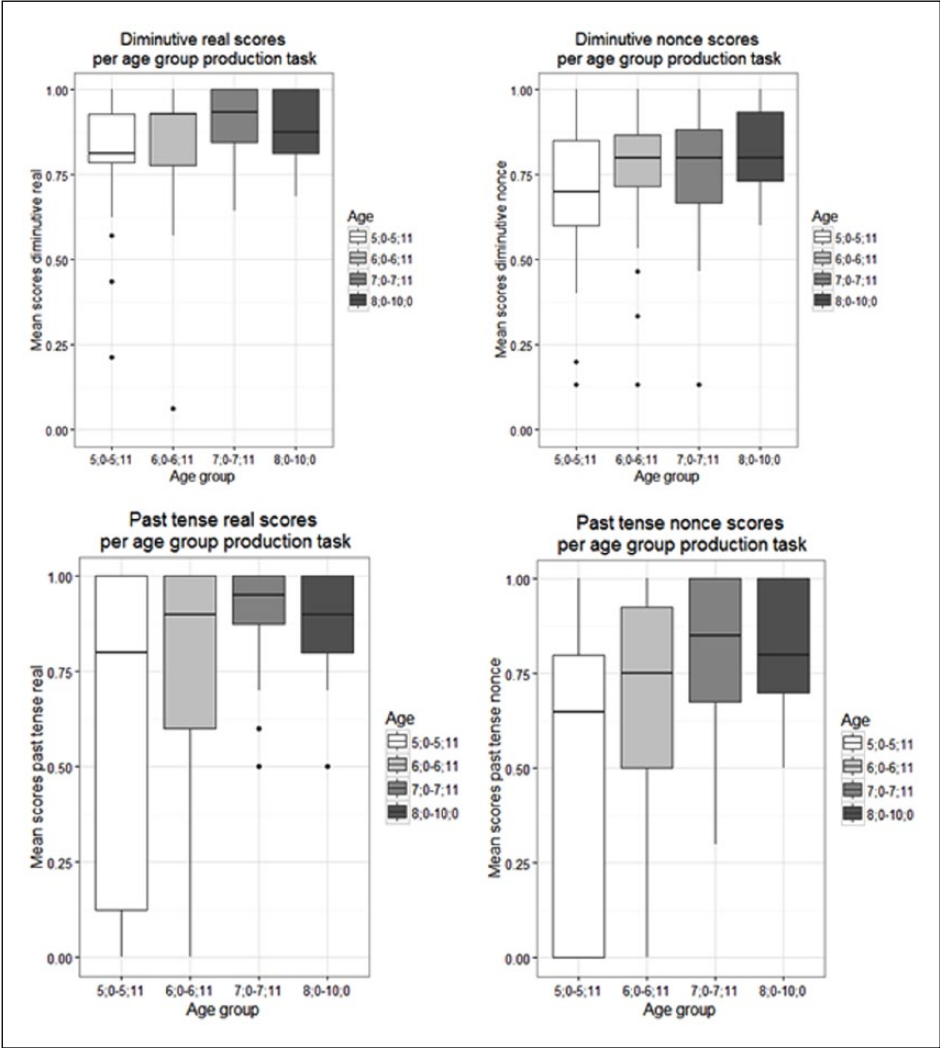 Diminutive real scores
per age group production task
Mean scores diminutive real
1.00
0.75
0.50
0.25
0.00
5;0-5;11 6;0-6;11 7;0-7;11 8;0-10;0
Age group
Age
5;0-5;11
6;0-6;11
7;0-7;11
8;0-10;0
Diminutive nonce scores
per age group production task
Mean scores diminutive nonce
1.00
0.75
0.50
0.25
0.00
5;0-5;11 6;0-6;11 7;0-7;11 8;0-10;0
Age group
Age
5;0-5;11
6;0-6;11
7;0-7;11
8;0-10;0
Past tense real scores
per age group production task
Mean scores past tense real
1.00
0.75
0.50
0.25
0.00
5;0-5;11 6;0-6;11 7;0-7;11 8;0-10;0
Age group
Age
5;0-5;11
6;0-6;11
7;0-7;11
8;0-10;0
Past tense nonce scores
per age group production task
Mean scores past tense nonce
1.00
0.75
0.50
0.25
0.00
5;0-5;11 6;0-6;11 7;0-7;11 8;0-10;0
Age group
Age
5;0-5;11
6;0-6;11
7;0-7;11
8;0-10;0